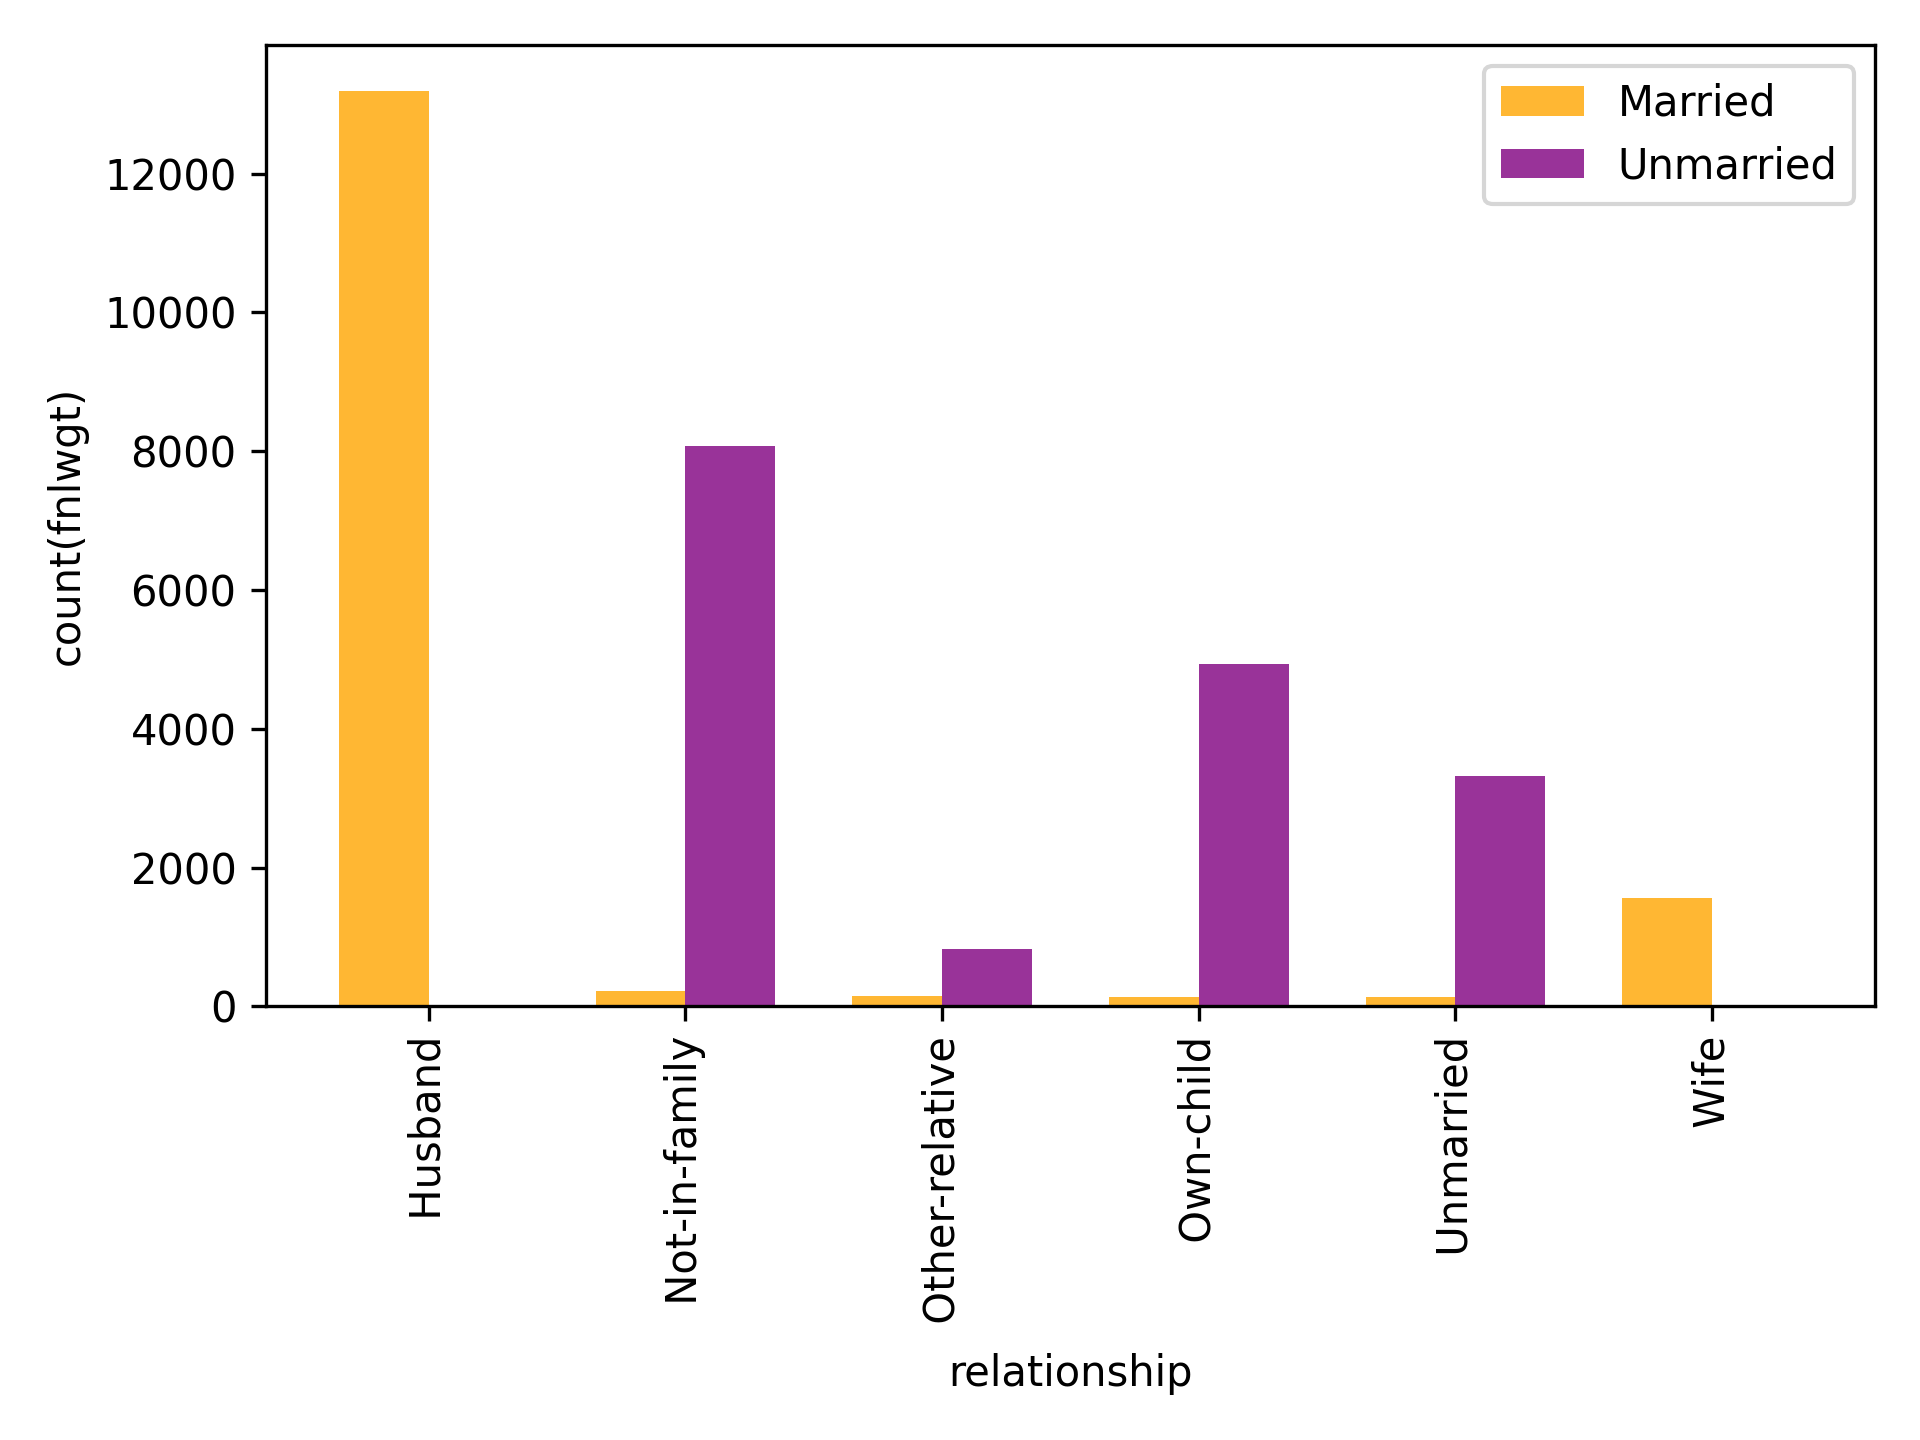 Married
Unmarried
12000
10000
8000
6000
4000
2000
0
count(fnlwgt)
Husband
Not-in-family
Other-relative
Own-child
Unmarried
Wife
relationship